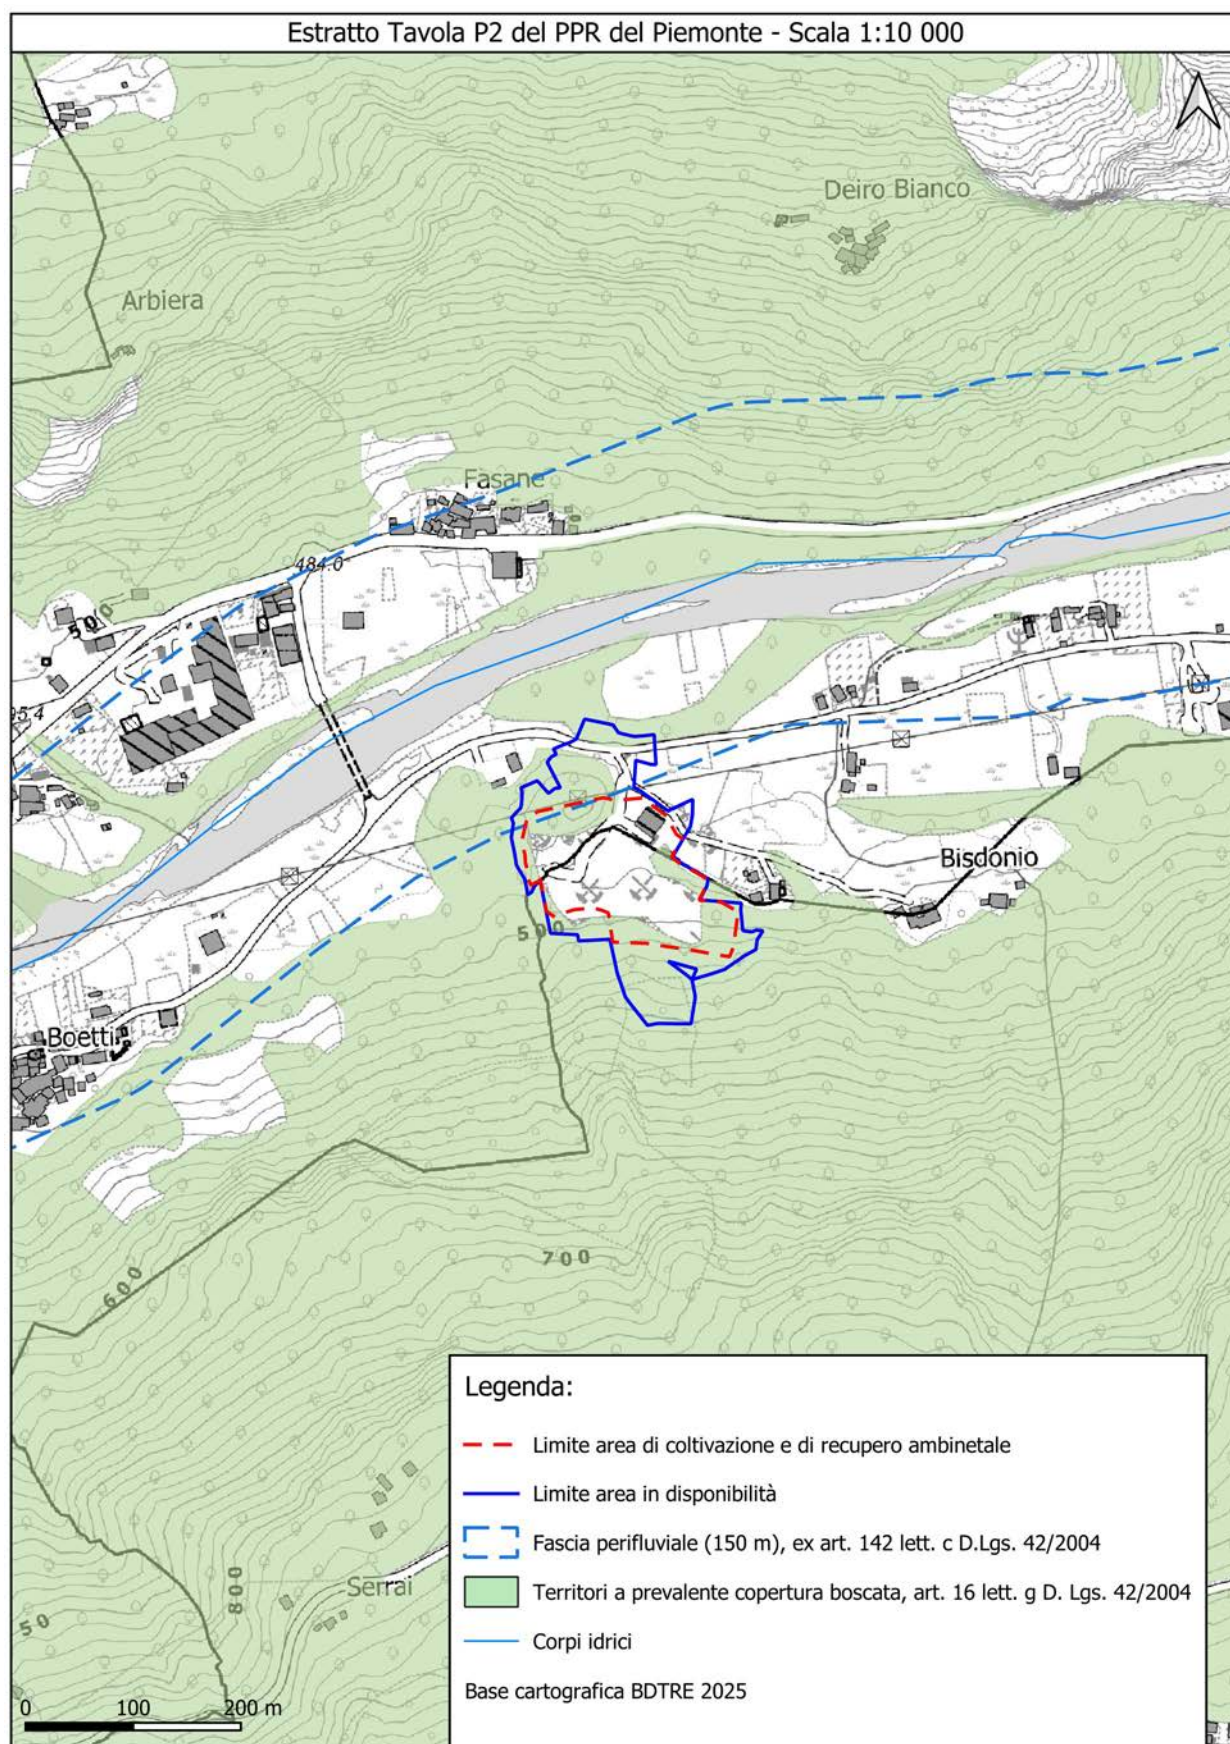 Estratto Tavola P2 del PPR del Piemonte - Scala 1:10 000
Deiro Bianco
Arbiera
Fasane
484.0
500
95.4
Bisdonio
500
Boetti
700
600
Legenda:
Limite area di coltivazione e di recupero ambinetale
Limite area in disponibilità
Fascia perifluviale (150 m), ex art. 142 lett. c D.Lgs. 42/2004
Territori a prevalente copertura boscata, art. 16 lett. g D. Lgs. 42/2004
Corpi idrici
Base cartografica BDTRE 2025
Serrai
800
50
0 100 200 m